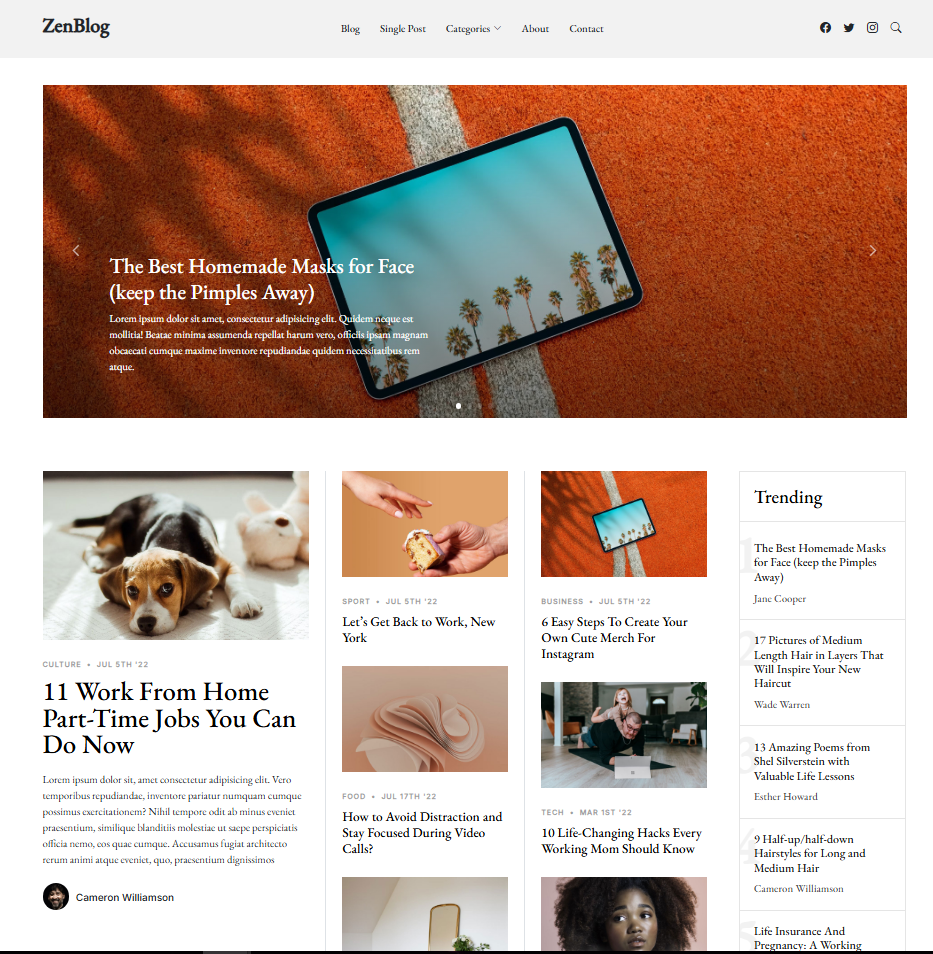 ZenBlog
Blog Single Post Categories About Contact
The Best Homemade Masks for Face
(keep the Pimples Away)
Lorem ipsum dolor sit amet, consectetur adipisicing elit. Quidem neque est
mollitia! Beatae minima assumenda repellat harum vero, officiis ipsam magnam
obcaecati cumque maxime inventore repudiandae quidem necessitatibus rem
atque.
CULTURE • JUL 5TH '22
11 Work From Home
Part-Time Jobs You Can
Do Now
Lorem ipsum dolor sit, amet consectetur adipisicing elit. Vero
temporibus repudiandae, inventore pariatur numquam cumque
possimus exercitationem? Nihil tempore odit ab minus eveniet
praesentium, similique blanditiis molestiae ut saepe perspiciatis
officia nemo, eos quae cumque. Accusamus fugiat architecto
rerum animi atque eveniet, quo, praesentium dignissimos
Cameron Williamson
SPORT • JUL 5TH '22
Let's Get Back to Work, New
York
FOOD • JUL 17TH '22
How to Avoid Distraction and
Stay Focused During Video
Calls?
BUSINESS • JUL 5TH '22
6 Easy Steps To Create Your
Own Cute Merch For
Instagram
TECH • MAR 1ST '22
10 Life-Changing Hacks Every
Working Mom Should Know
Trending
1
The Best Homemade Masks
for Face (keep the Pimples
Away)
Jane Cooper
2
17 Pictures of Medium
Length Hair in Layers That
Will Inspire Your New
Haircut
Wade Warren
3
13 Amazing Poems from
Shel Silverstein with
Valuable Life Lessons
Esther Howard
4
9 Half-up/half-down
Hairstyles for Long and
Medium Hair
Cameron Williamson
5
Life Insurance And
Pregnancy: A Working